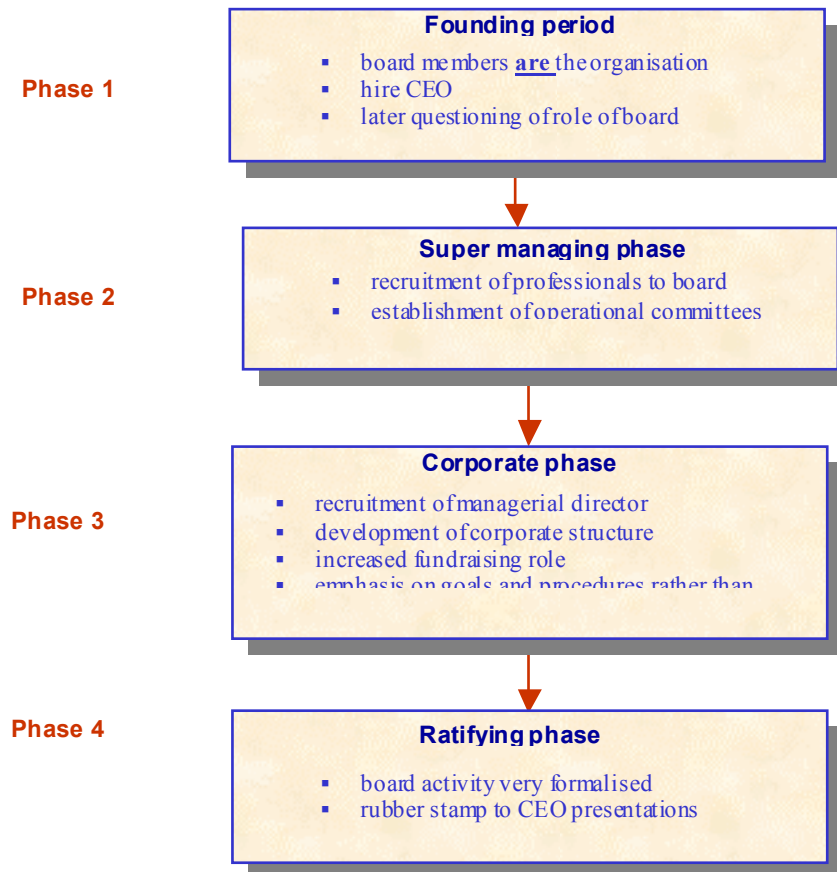 Founding period
Phase 1
▪ board members are the organisation
▪ hire CEO
▪ later questioning of role of board
Super managing phase
Phase 2
▪ recruitment of professionals to board
▪ establishment of operational committees
Corporate phase
Phase 3
▪ recruitment of managerial director
▪ development of corporate structure
▪ increased fundraising role
▪ emphasis on goals and procedures rather than
Phase 4
Ratifying phase
▪ board activity very formalised
▪ rubber stamp to CEO presentations